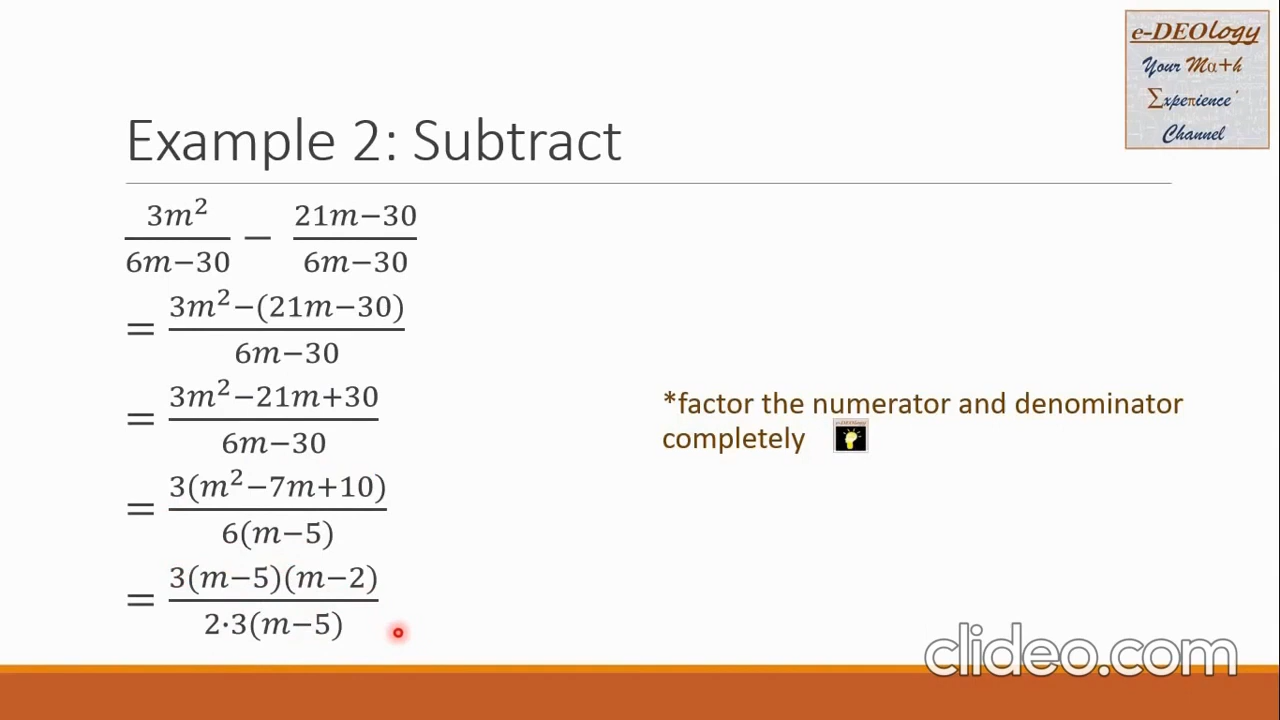 e-DEOlogy
Your Mα+h
Σxpeπience'
Channel
Example 2: Subtract
3m²/6m−30 − 21m−30/6m−30
= 3m²−(21m−30)/6m−30
= 3m²−21m+30/6m−30
*factor the numerator and denominator
completely
= 3(m²−7m+10)/6(m−5)
= 3(m−5)(m−2)/2·3(m−5)
clideo.com